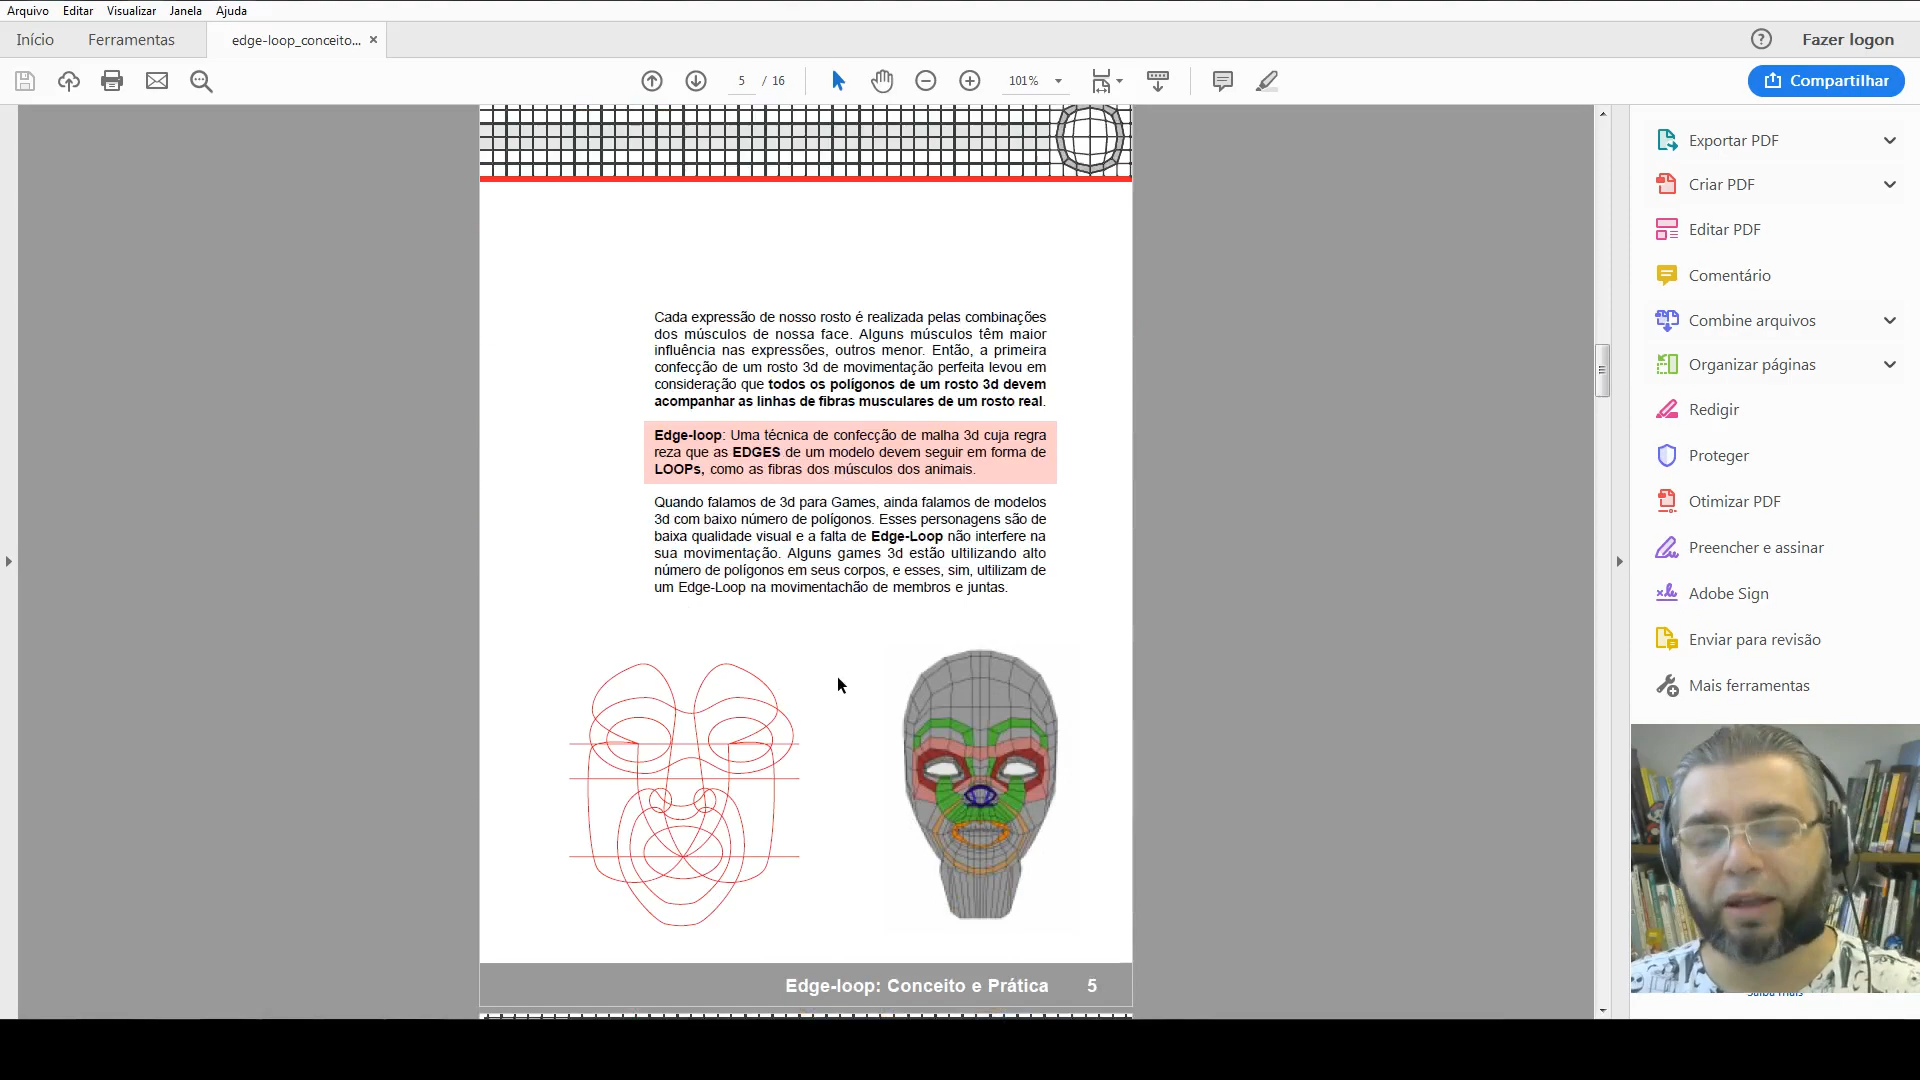 Arquivo Editar Visualizar Janela Ajuda
Início Ferramentas edge-loop_conceito... × Fazer logon
5 / 16 101% Compartilhar
Cada expressão de nosso rosto é realizada pelas combinações
dos músculos de nossa face. Alguns músculos têm maior
influência nas expressões, outros menor. Então, a primeira
confecção de um rosto 3d de movimentação perfeita levou em
consideração que todos os polígonos de um rosto 3d devem
acompanhar as linhas de fibras musculares de um rosto real.
Edge-loop: Uma técnica de confecção de malha 3d cuja regra
reza que as EDGES de um modelo devem seguir em forma de
LOOPs, como as fibras dos músculos dos animais.
Quando falamos de 3d para Games, ainda falamos de modelos
3d com baixo número de polígonos. Esses personagens são de
baixa qualidade visual e a falta de Edge-Loop não interfere na
sua movimentação. Alguns games 3d estão ultilizando alto
número de polígonos em seus corpos, e esses, sim, ultilizam de
um Edge-Loop na movimentachão de membros e juntas.
Edge-loop: Conceito e Prática 5
Exportar PDF
Criar PDF
Editar PDF
Comentário
Combine arquivos
Organizar páginas
Redigir
Proteger
Otimizar PDF
Preencher e assinar
Adobe Sign
Enviar para revisão
Mais ferramentas